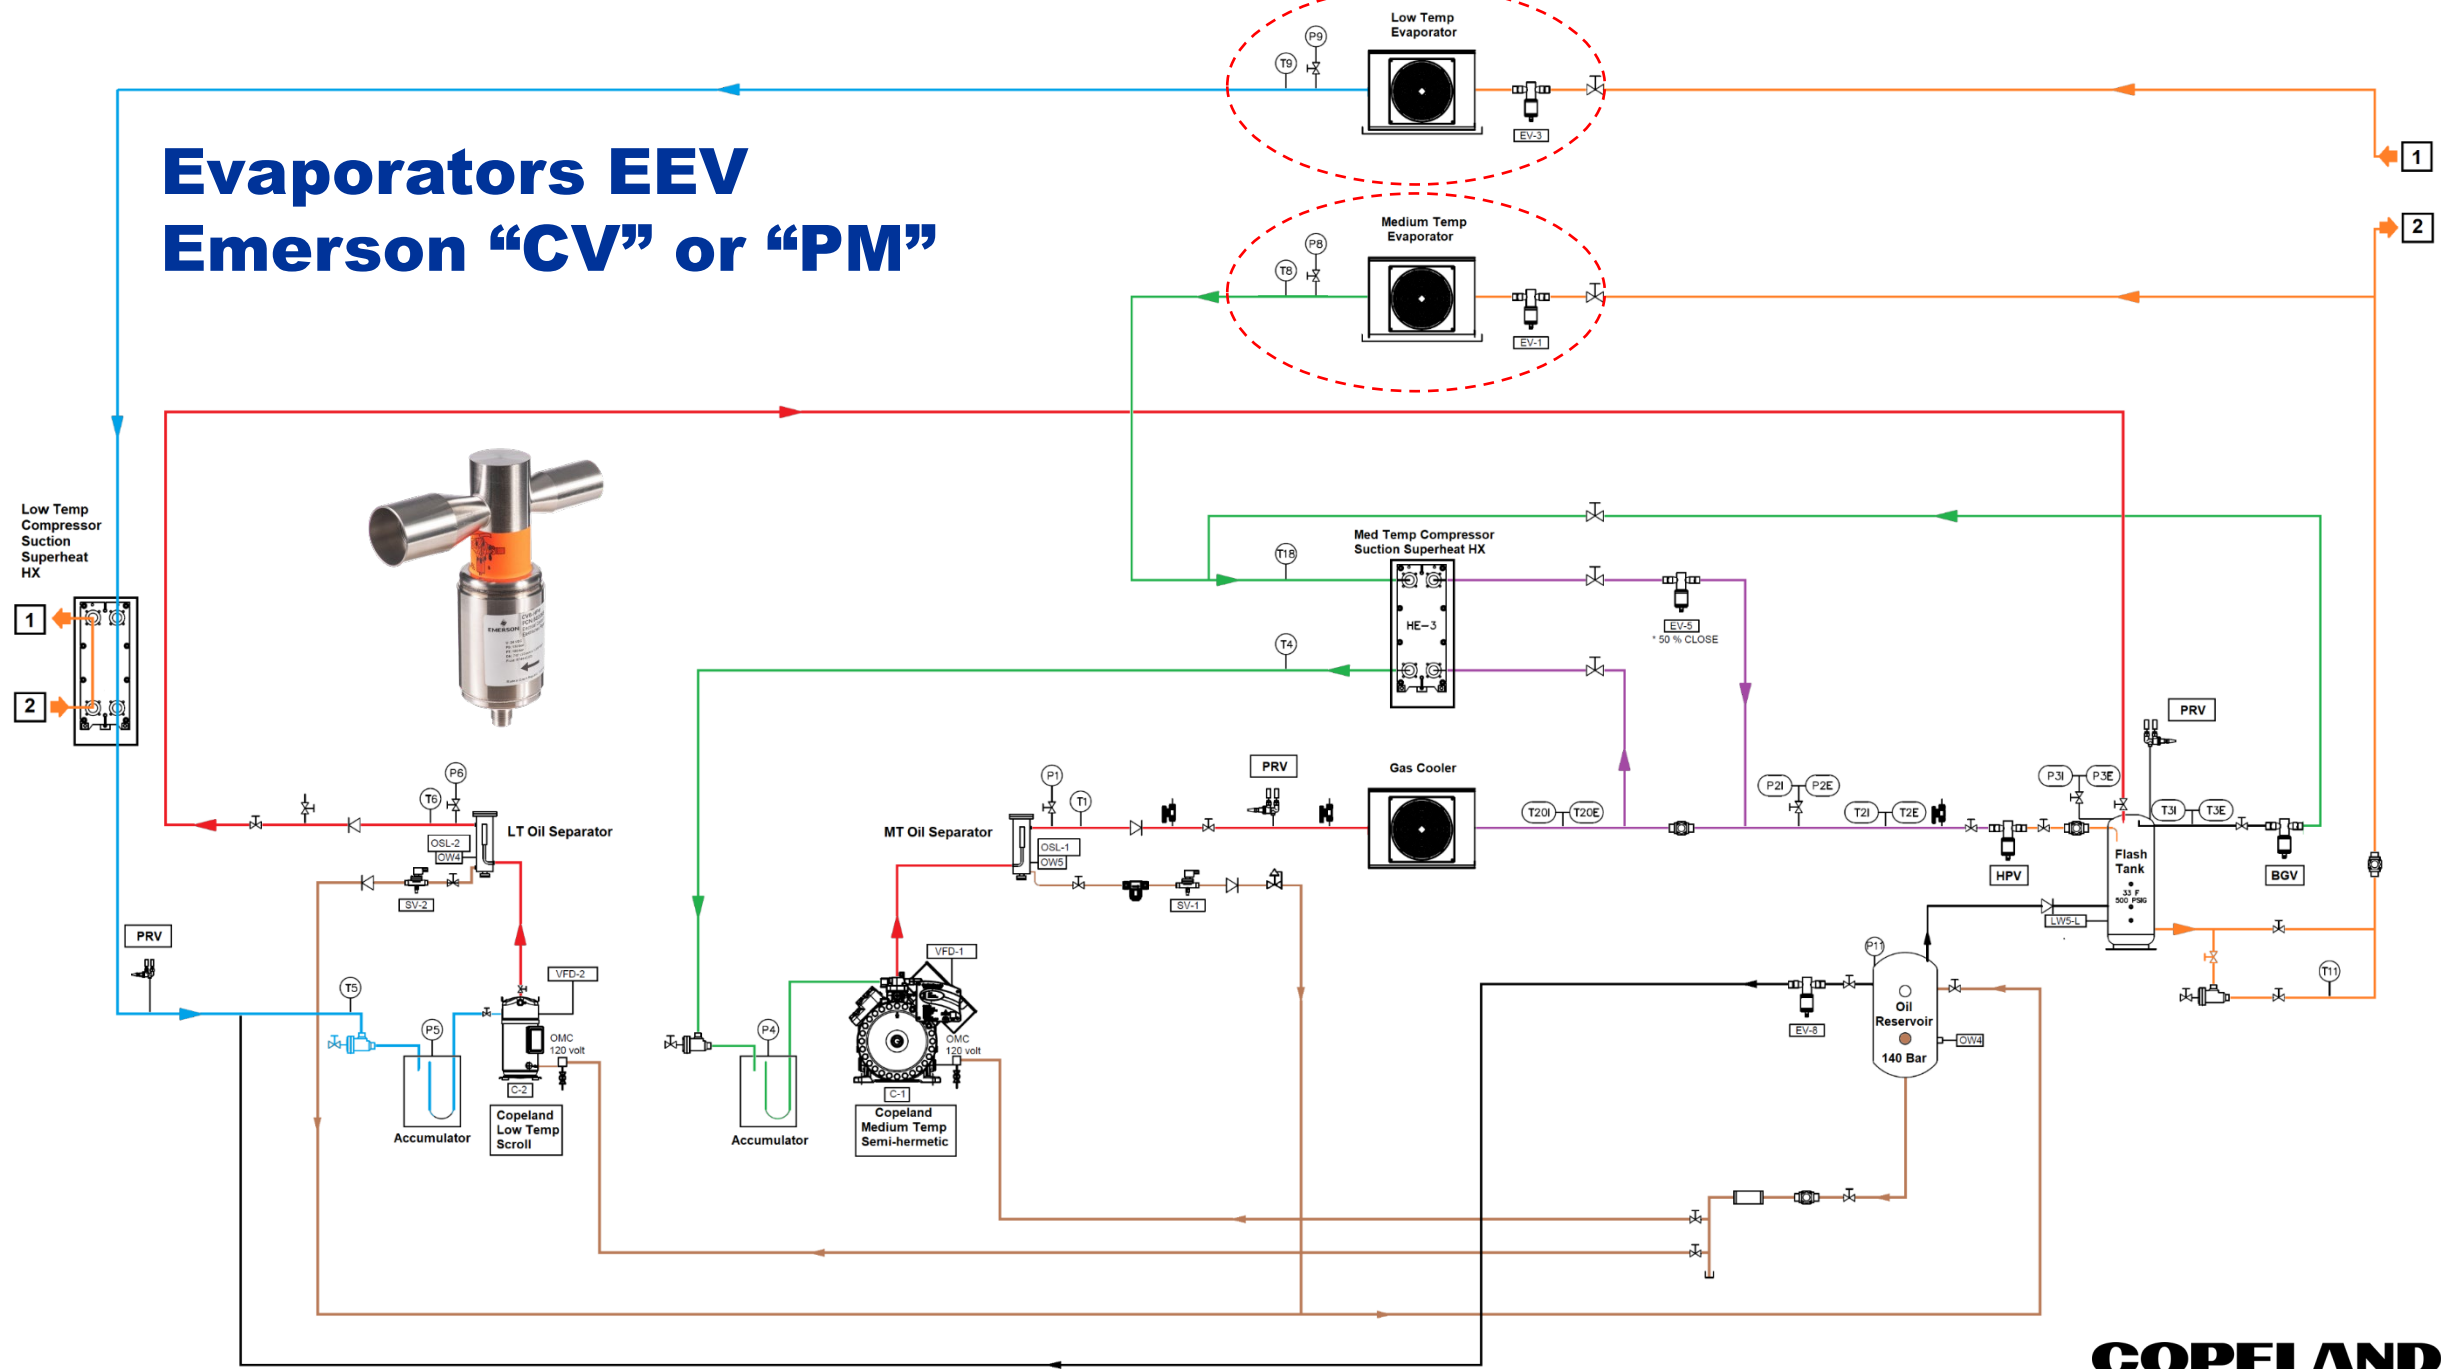 Low Temp
Evaporator
P9
T9
EV-3
1
Evaporators EEV
Emerson “CV” or “PM”
Medium Temp
Evaporator
P8
T8
EV-1
2
Low Temp
Compressor
Suction
Superheat
HX
1
2
EMERSON
Med Temp Compressor
Suction Superheat HX
T18
HE-3
EV-5
* 50 % CLOSE
T4
PRV
P6
T6
LT Oil Separator
OSL-2
OW4
SV-2
P1
T1
MT Oil Separator
OSL-1
OW5
SV-1
PRV
Gas Cooler
T20I
T20E
P2I
P2E
T2I
T2E
P3I
P3E
T3I
T3E
HPV
Flash
Tank
33 F
500 PSIG
BGV
LW5-L
PRV
T5
P5
VFD-2
OMC
120 volt
C-2
Copeland
Low Temp
Scroll
Accumulator
P4
Accumulator
VFD-1
OMC
120 volt
C-1
Copeland
Medium Temp
Semi-hermetic
P11
EV-8
Oil
Reservoir
140 Bar
OW4
T11
COPELAND